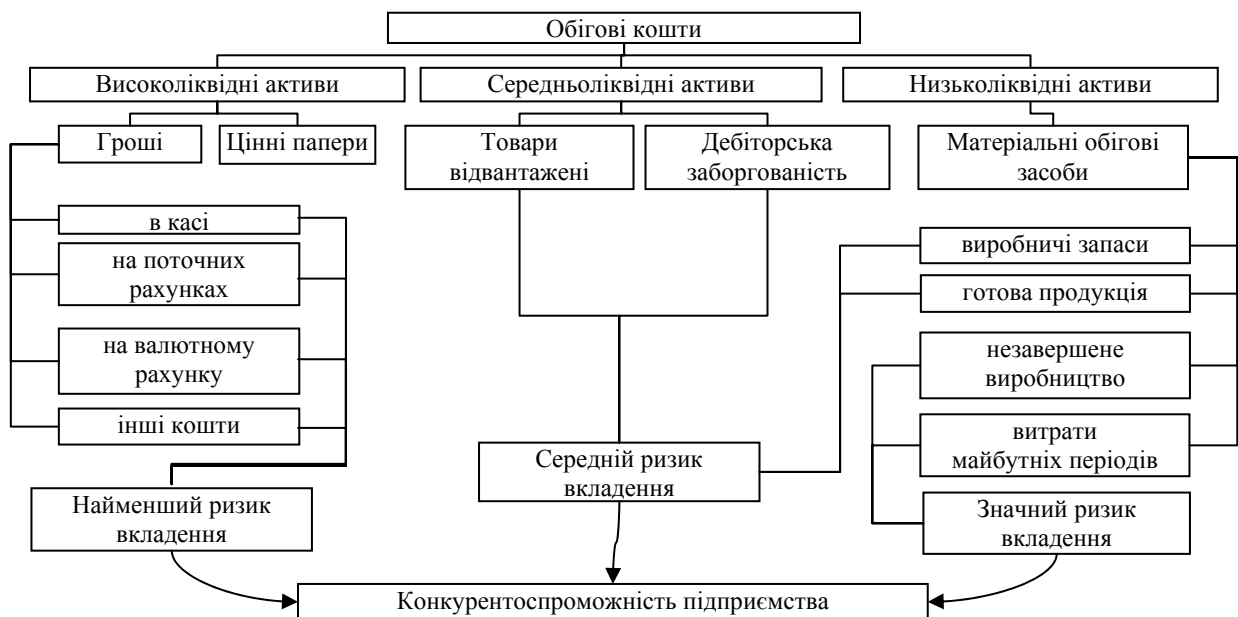 Обігові кошти
Високоліквідні активи
Середньоліквідні активи
Низьколіквідні активи
Гроші
Цінні папери
Товари
відвантажені
Дебіторська
заборгованість
Матеріальні обігові
засоби
в касі
на поточних
рахунках
на валютному
рахунку
інші кошти
виробничі запаси
готова продукція
незавершене
виробництво
витрати
майбутніх періодів
Найменший ризик
вкладення
Середній ризик
вкладення
Значний ризик
вкладення
Конкурентоспроможність підприємства